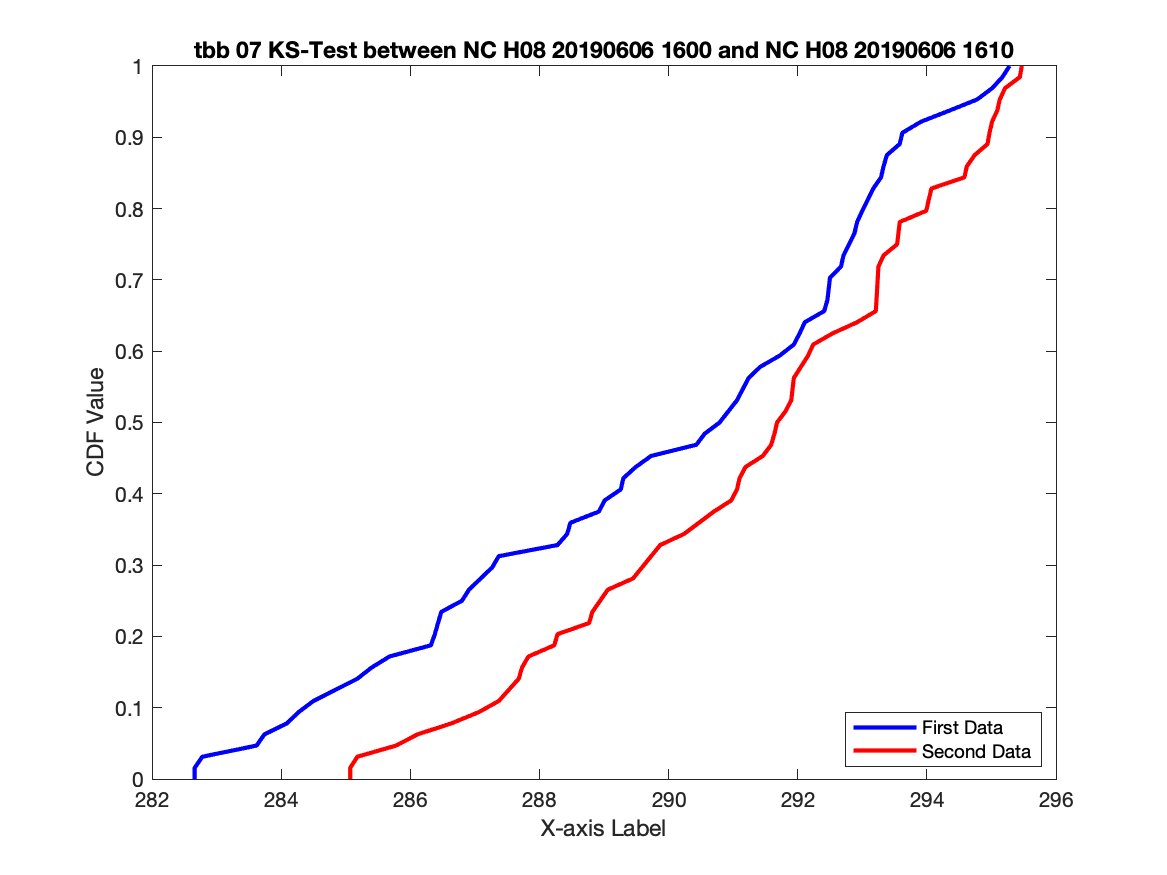 tbb 07 KS-Test between NC H08 20190606 1600 and NC H08 20190606 1610
1
0.9
0.8
0.7
0.6
0.5
0.4
0.3
0.2
0.1
0
CDF Value
First Data
Second Data
282 284 286 288 290 292 294 296
X-axis Label